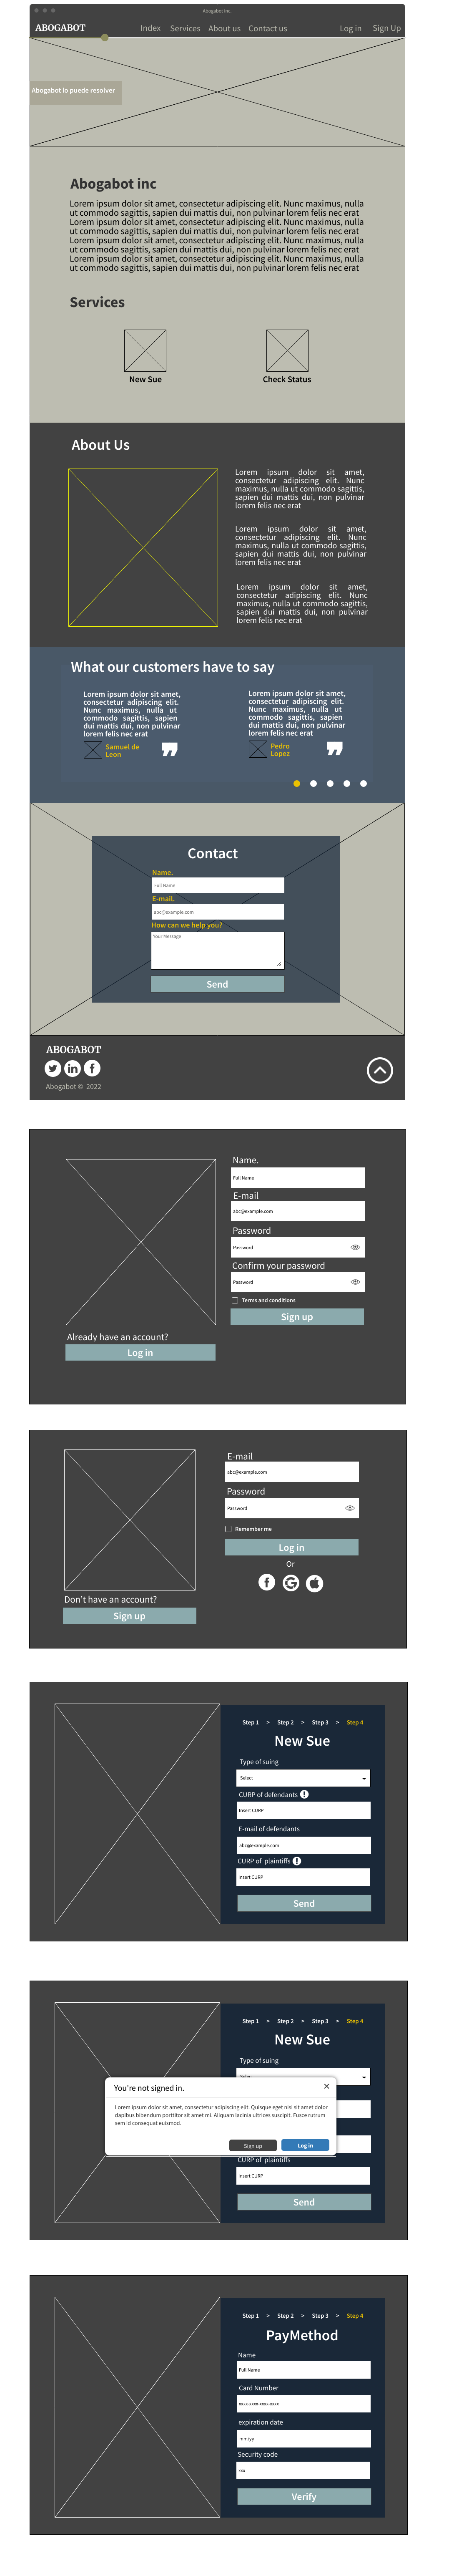 Abogabot inc.
ABOGABOT
Index Services About us Contact us Log in Sign Up
Abogabot lo puede resolver
Abogabot inc
Lorem ipsum dolor sit amet, consectetur adipiscing elit. Nunc maximus, nulla
ut commodo sagittis, sapien dui mattis dui, non pulvinar lorem felis nec erat
Lorem ipsum dolor sit amet, consectetur adipiscing elit. Nunc maximus, nulla
ut commodo sagittis, sapien dui mattis dui, non pulvinar lorem felis nec erat
Lorem ipsum dolor sit amet, consectetur adipiscing elit. Nunc maximus, nulla
ut commodo sagittis, sapien dui mattis dui, non pulvinar lorem felis nec erat
Lorem ipsum dolor sit amet, consectetur adipiscing elit. Nunc maximus, nulla
ut commodo sagittis, sapien dui mattis dui, non pulvinar lorem felis nec erat
Services
New Sue
Check Status
About Us
Lorem ipsum dolor sit amet,
consectetur adipiscing elit. Nunc
maximus, nulla ut commodo sagittis,
sapien dui mattis dui, non pulvinar
lorem felis nec erat
Lorem ipsum dolor sit amet,
consectetur adipiscing elit. Nunc
maximus, nulla ut commodo sagittis,
sapien dui mattis dui, non pulvinar
lorem felis nec erat
Lorem ipsum dolor sit amet,
consectetur adipiscing elit. Nunc
maximus, nulla ut commodo sagittis,
sapien dui mattis dui, non pulvinar
lorem felis nec erat
What our customers have to say
Lorem ipsum dolor sit amet,
consectetur adipiscing elit.
Nunc maximus, nulla ut
commodo sagittis, sapien
dui mattis dui, non pulvinar
lorem felis nec erat
Samuel de
Leon
Lorem ipsum dolor sit amet,
consectetur adipiscing elit.
Nunc maximus, nulla ut
commodo sagittis, sapien
dui mattis dui, non pulvinar
lorem felis nec erat
Pedro
Lopez
Contact
Name.
Full Name
E-mail.
abc@example.com
How can we help you?
Your Message
Send
ABOGABOT
Abogabot © 2022
Name.
Full Name
E-mail
abc@example.com
Password
Password
Confirm your password
Password
Terms and conditions
Sign up
Already have an account?
Log in
E-mail
abc@example.com
Password
Password
Remember me
Log in
Or
Don't have an account?
Sign up
Step 1 > Step 2 > Step 3 > Step 4
New Sue
Type of suing
Select
CURP of defendants
Insert CURP
E-mail of defendants
abc@example.com
CURP of plaintiffs
Insert CURP
Send
Step 1 > Step 2 > Step 3 > Step 4
New Sue
Type of suing
Select
You're not signed in.
Lorem ipsum dolor sit amet, consectetur adipiscing elit. Quisque eget nisi sit amet dolor
dapibus bibendum porttitor sit amet mi. Aliquam lacinia ultrices suscipit. Fusce rutrum
sem id consequat euismod.
Sign up
Log in
CURP of plaintiffs
Insert CURP
Send
Step 1 > Step 2 > Step 3 > Step 4
PayMethod
Name
Full Name
Card Number
xxxx-xxxx-xxxx-xxxx
expiration date
mm/yy
Security code
xxx
Verify